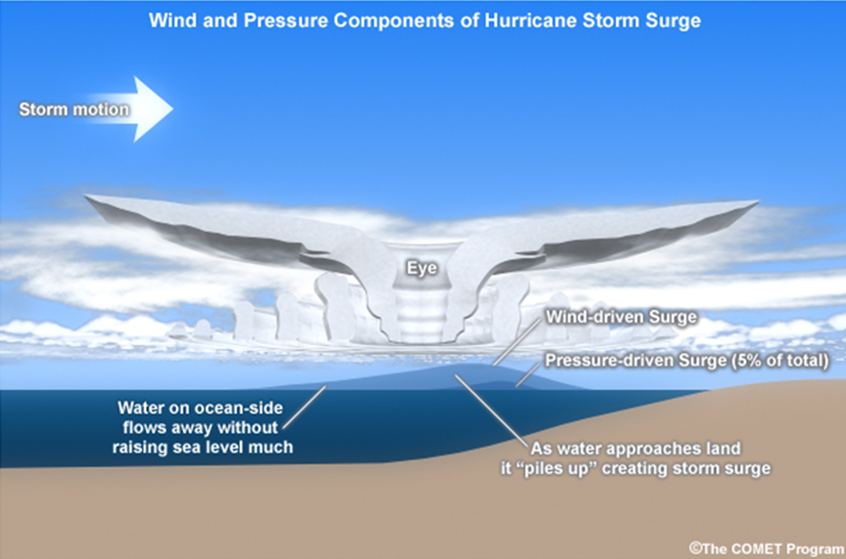 Wind and Pressure Components of Hurricane Storm Surge
Storm motion
Eye
Wind-driven Surge
Pressure-driven Surge (5% of total)
Water on ocean-side
flows away without
raising sea level much
As water approaches land
it “piles up” creating storm surge
©The COMET Program